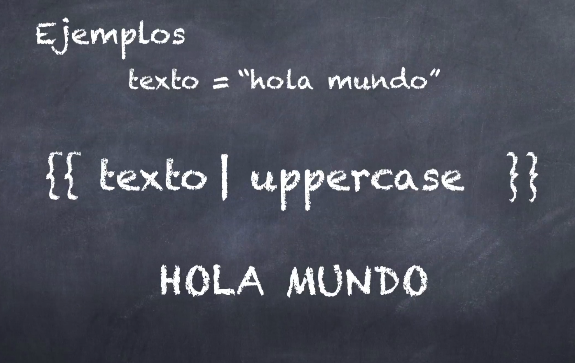 Ejemplos
texto = “hola mundo”
{{ texto | uppercase }}
HOLA MUNDO